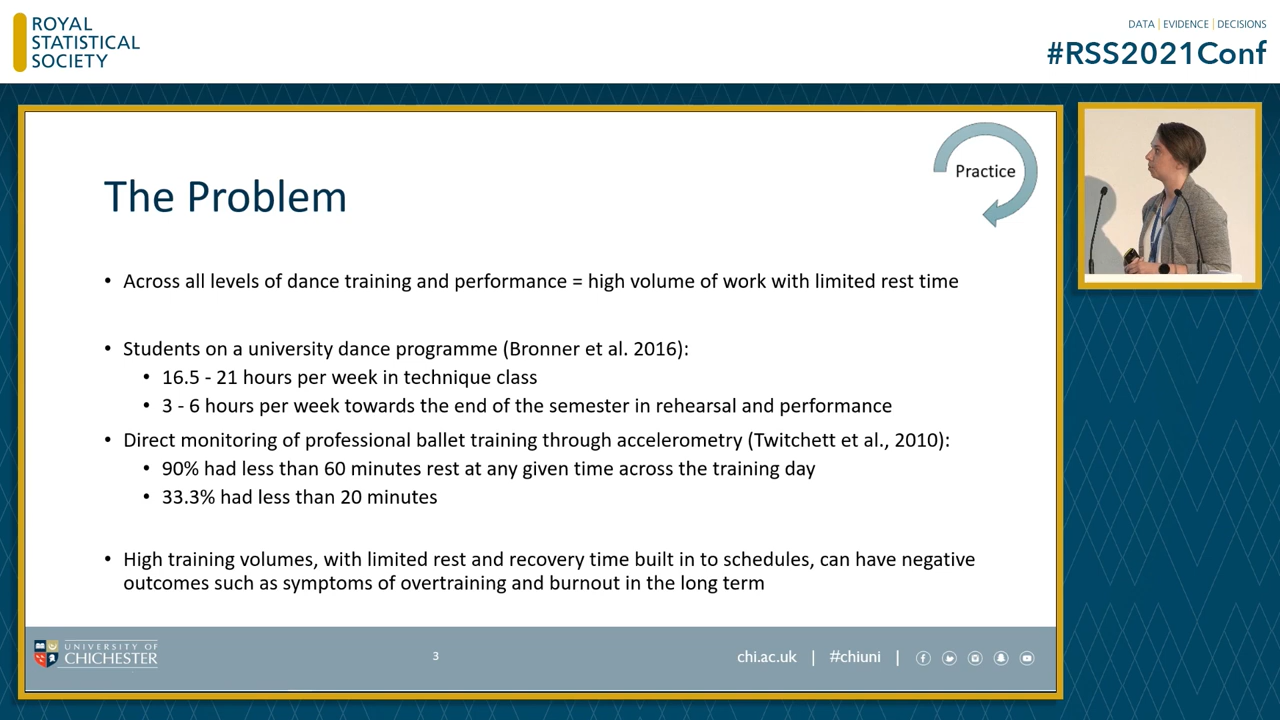 ROYAL
STATISTICAL
SOCIETY
DATA | EVIDENCE | DECISIONS
#RSS2021Conf
Practice
The Problem
• Across all levels of dance training and performance = high volume of work with limited rest time
• Students on a university dance programme (Bronner et al. 2016):
• 16.5 - 21 hours per week in technique class
• 3 - 6 hours per week towards the end of the semester in rehearsal and performance
• Direct monitoring of professional ballet training through accelerometry (Twitchett et al., 2010):
• 90% had less than 60 minutes rest at any given time across the training day
• 33.3% had less than 20 minutes
• High training volumes, with limited rest and recovery time built in to schedules, can have negative
outcomes such as symptoms of overtraining and burnout in the long term
UNIVERSITY OF
CHICHESTER
3
chi.ac.uk | #chiuni |